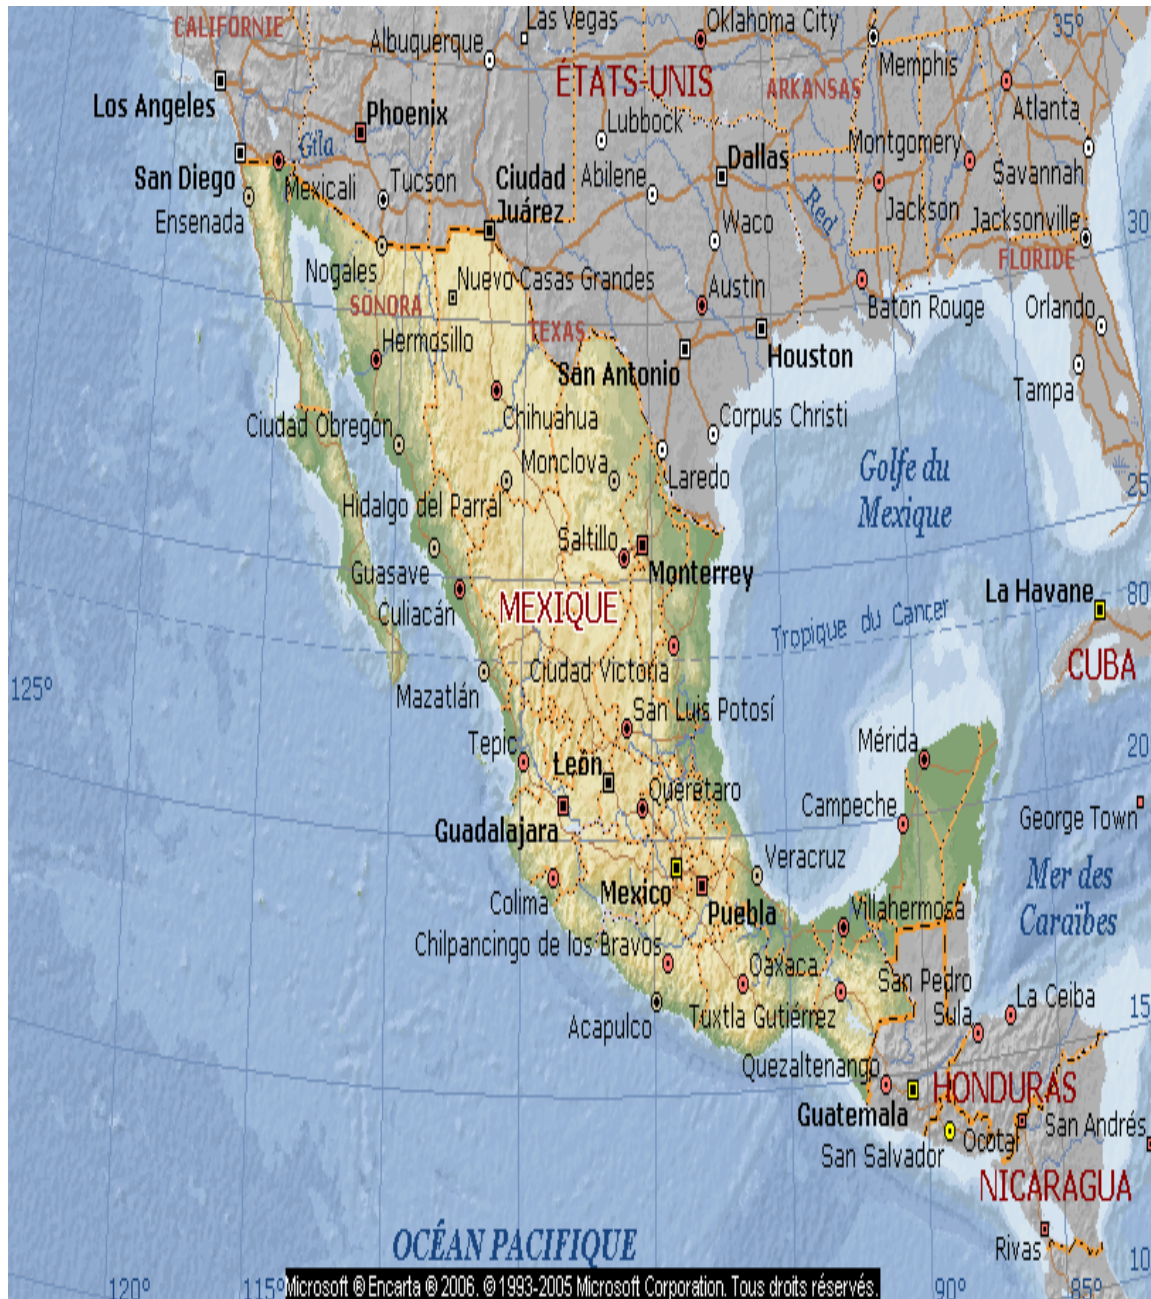 CALIFORNIE
Las Vegas
Oklahoma City
35°
Albuquerque
Memphis
ÉTATS-UNIS
ARKANSAS
Los Angeles
Phoenix
Atlanta
Lubbock
Gila
Montgomery
Dallas
San Diego
Mexicali
Tucson
Ciudad
Juárez
Abilene
Savannah
Ensenada
Red
Jackson
Jacksonville
Waco
30
Nogales
Nuevo Casas Grandes
FLORIDE
SONORA
Austin
Baton Rouge
Orlando
TEXAS
Hermosillo
San Antonio
Houston
Tampa
Chihuahua
Corpus Christi
Ciudad Obregón
Monclova
Laredo
Golfe du
Mexique
25
Hidalgo del Parral
Saltillo
Guasave
Monterrey
La Havane
80°
MEXIQUE
Culiacán
Tropique du Cancer
Ciudad Victoria
CUBA
125°
Mazatlán
San Luis Potosí
Tepic
Mérida
20
León
Querétaro
Campeche
George Town
Guadalajara
Veracruz
Mer des
Caraïbes
Colima
Mexico
Puebla
Villahermosa
Chilpancingo de los Bravos
Oaxaca
San Pedro
Sula
La Ceiba
15
Acapulco
Tuxtla Gutiérrez
Quezaltenango
HONDURAS
Guatemala
San Andrés
Ocotal
San Salvador
NICARAGUA
OCÉAN PACIFIQUE
Rivas
10
120°
115°
Microsoft ® Encarta ® 2006. © 1993-2005 Microsoft Corporation. Tous droits réservés.
90°
85°